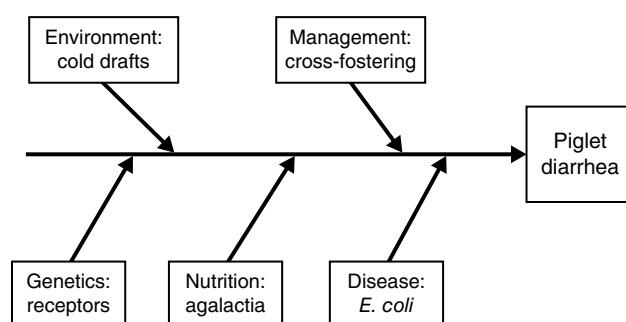 Environment:
cold drafts
Management:
cross-fostering
Piglet
diarrhea
Genetics:
receptors
Nutrition:
agalactia
Disease:
E. coli